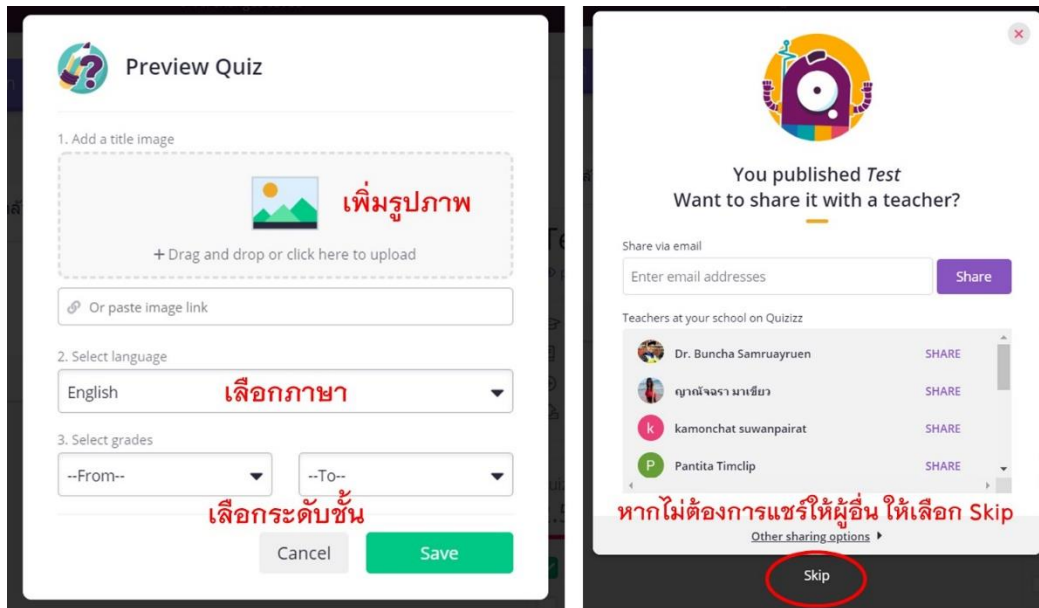 Preview Quiz
1. Add a title image
เพิ่มรูปภาพ
+ Drag and drop or click here to upload
Or paste image link
2. Select language
English
เลือกภาษา
3. Select grades
--From--
--To--
เลือกระดับชั้น
Cancel
Save
You published Test
Want to share it with a teacher?
Share via email
Enter email addresses
Share
Teachers at your school on Quizizz
Dr. Buncha Samruayruen SHARE
ญาณัจฉรา มาเขียว SHARE
k
kamonchat suwanpairat SHARE
P
Pantita Timclip SHARE
หากไม่ต้องการแชร์ให้ผู้อื่น ให้เลือก Skip
Other sharing options
Skip